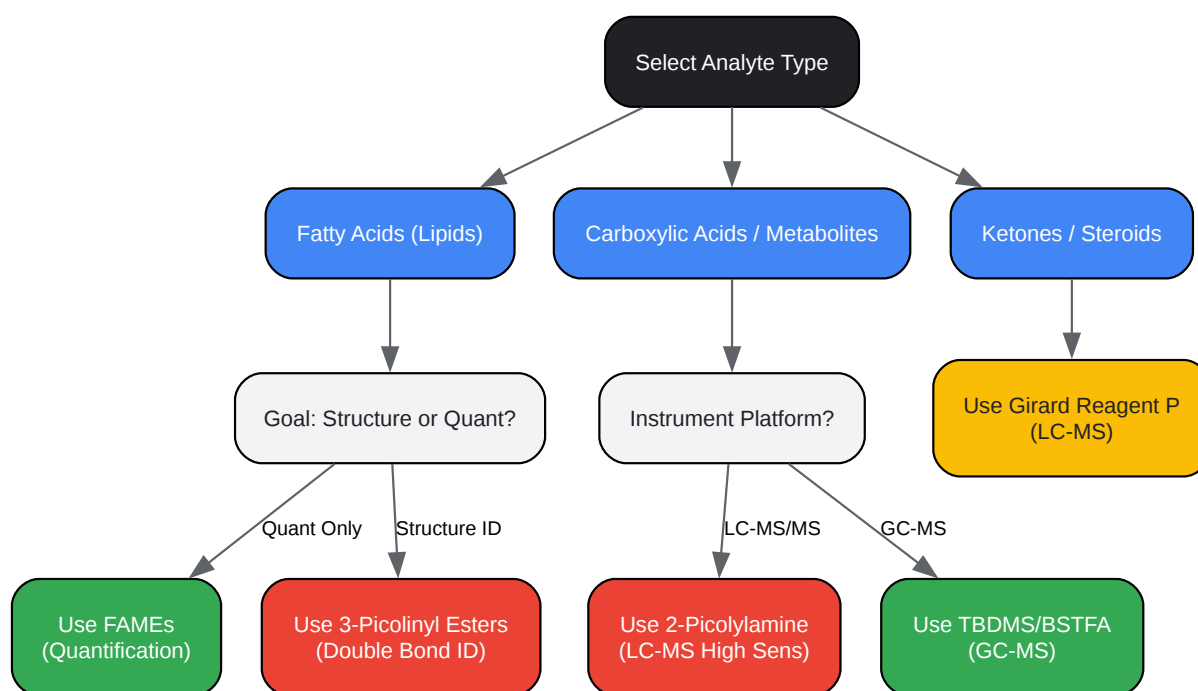 Select Analyte Type
Fatty Acids (Lipids)
Carboxylic Acids / Metabolites
Ketones / Steroids
Goal: Structure or Quant?
Instrument Platform?
Use Girard Reagent P
(LC-MS)
Quant Only
Structure ID
LC-MS/MS
GC-MS
Use FAMEs
(Quantification)
Use 3-Picolinyl Esters
(Double Bond ID)
Use 2-Picolylamine
(LC-MS High Sens)
Use TBDMS/BSTFA
(GC-MS)